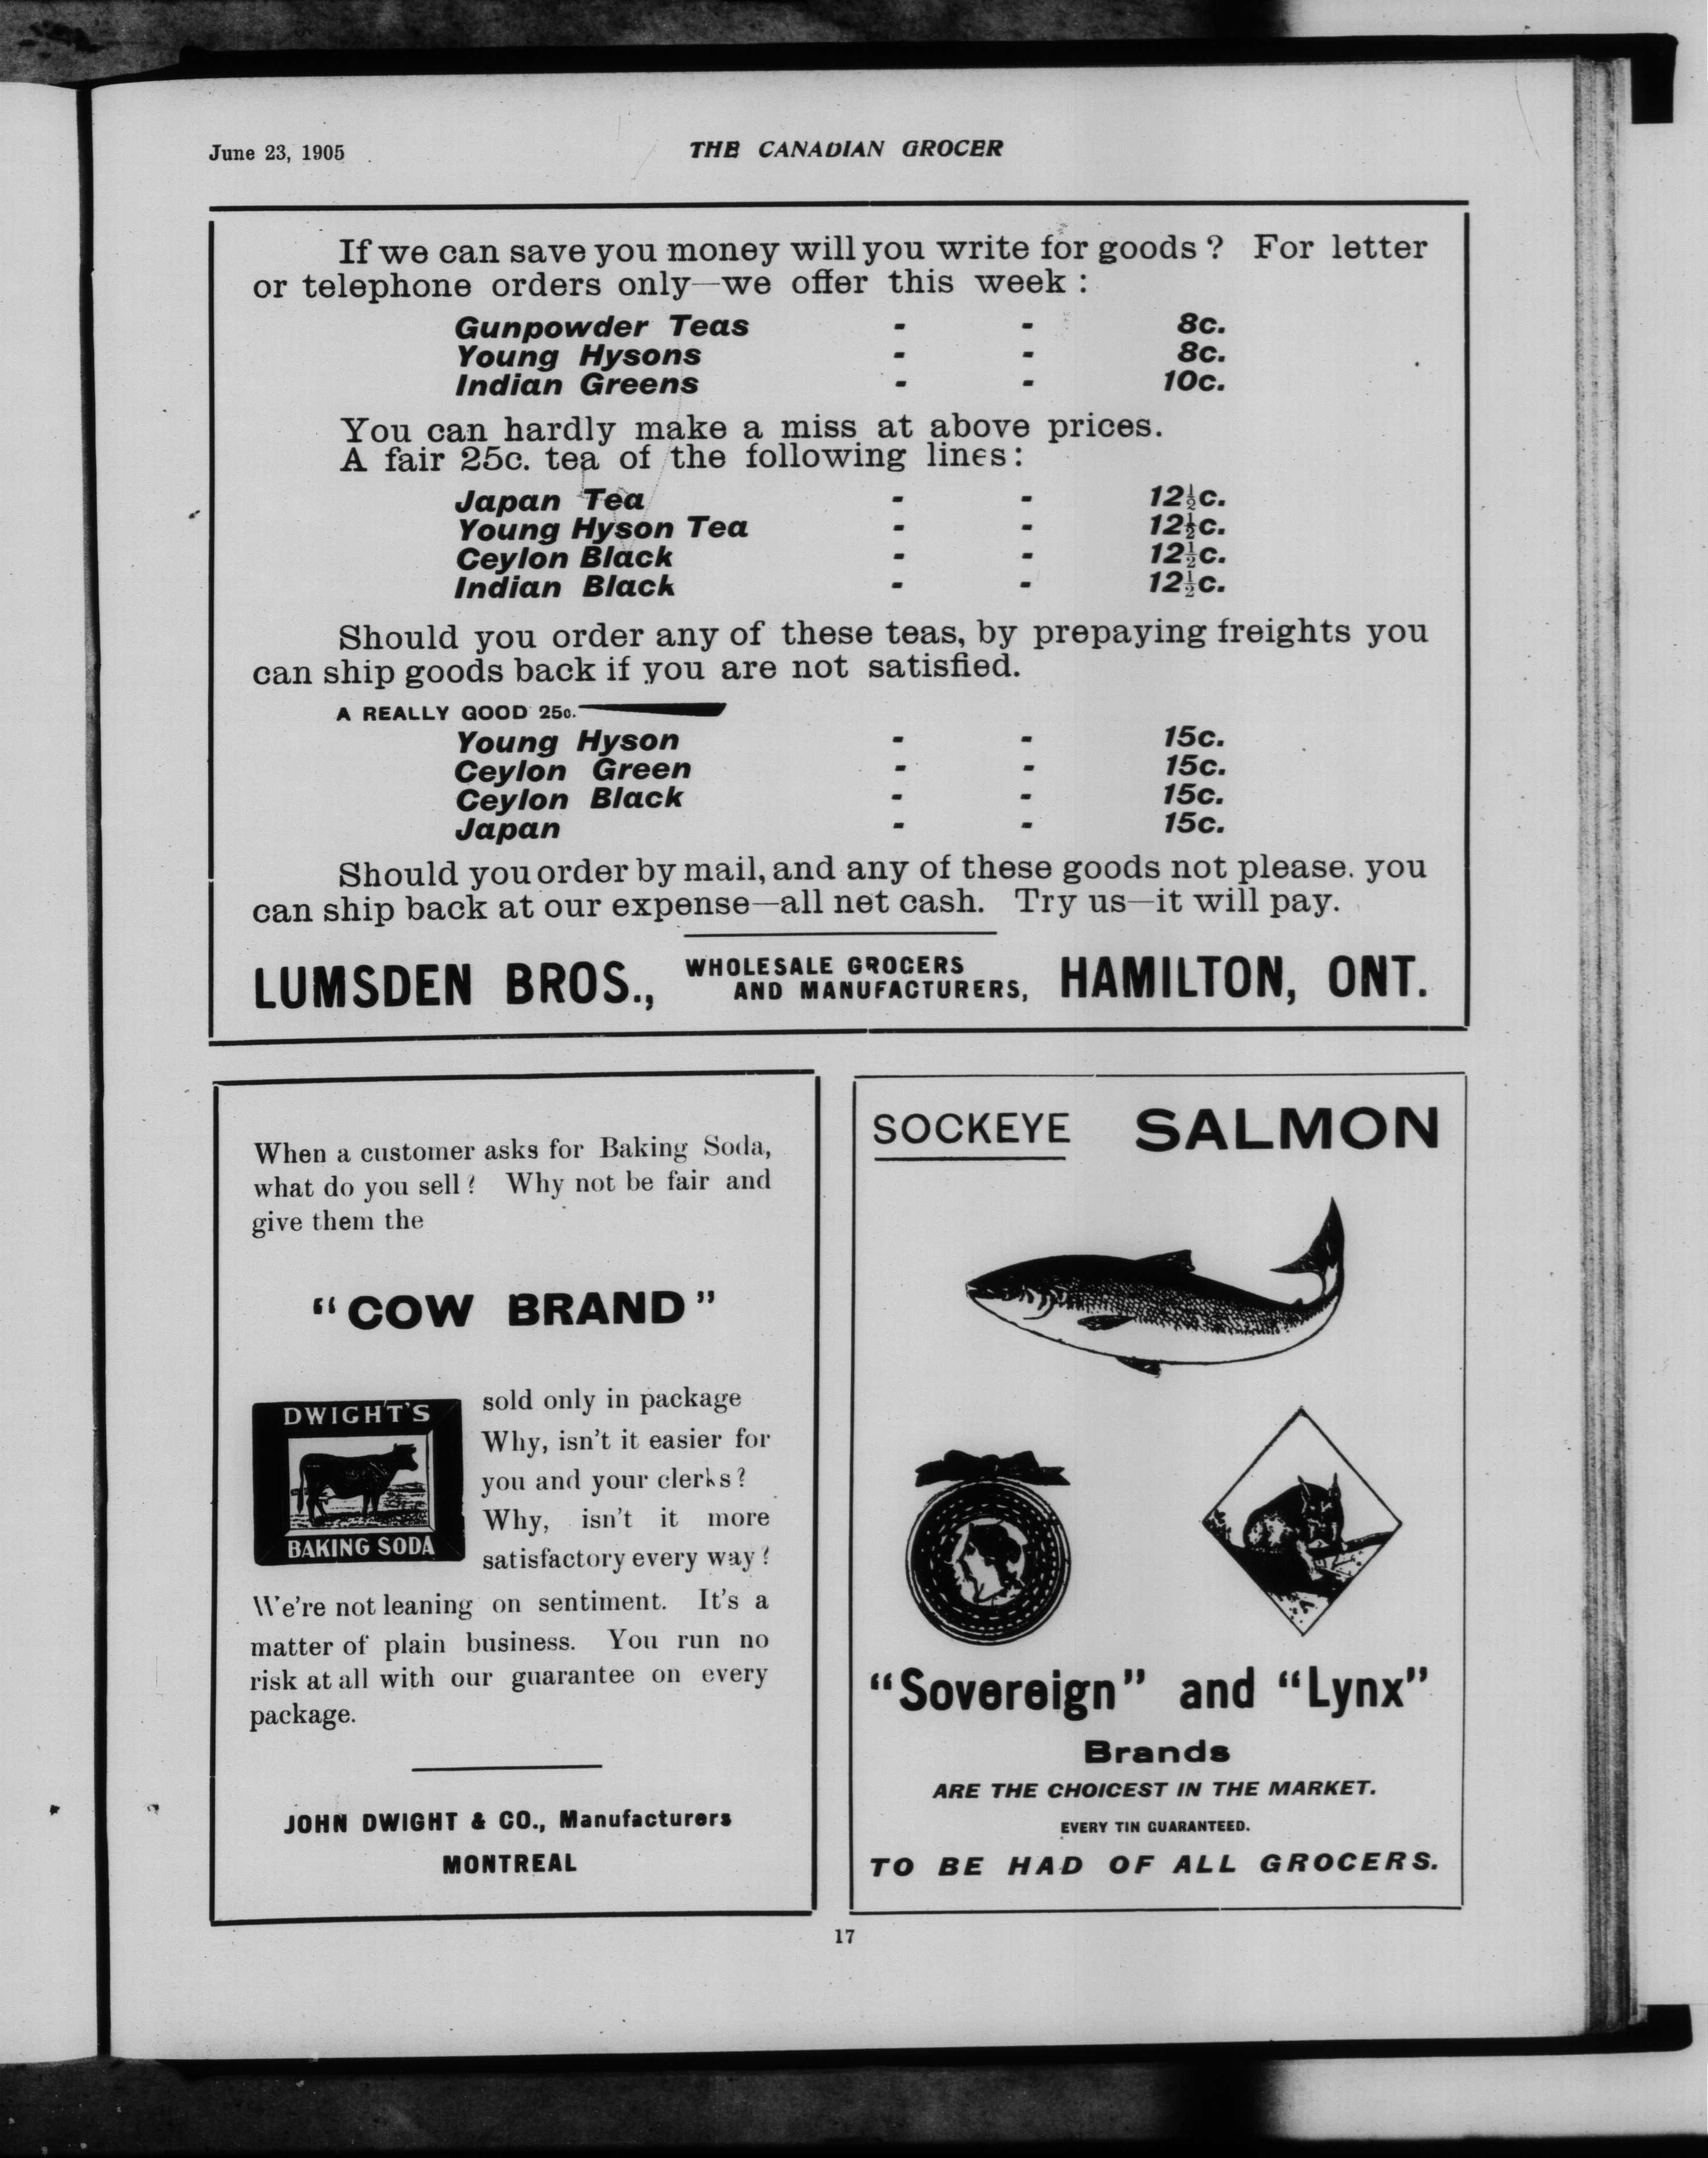 June 23, 1905
THE CANADIAN GROCER
If we can save you money will you write for goods? For letter
or telephone orders only—we offer this week:
Gunpowder Teas - - 8c.
Young Hysons - - 8c.
Indian Greens - - 10c.
You can hardly make a miss at above prices.
A fair 25c. tea of the following lines:
Japan Tea - - 12½c.
Young Hyson Tea - - 12½c.
Ceylon Black - - 12½c.
Indian Black - - 12½c.
Should you order any of these teas, by prepaying freights you
can ship goods back if you are not satisfied.
A REALLY GOOD 25c.
Young Hyson - - 15c.
Ceylon Green - - 15c.
Ceylon Black - - 15c.
Japan - - 15c.
Should you order by mail, and any of these goods not please. you
can ship back at our expense—all net cash. Try us—it will pay.
LUMSDEN BROS., WHOLESALE GROCERS AND MANUFACTURERS, HAMILTON, ONT.
When a customer asks for Baking Soda,
what do you sell? Why not be fair and
give them the
"COW BRAND"
DWIGHT'S
BAKING SODA
sold only in package
Why, isn't it easier for
you and your clerks?
Why, isn't it more
satisfactory every way?
We're not leaning on sentiment. It's a
matter of plain business. You run no
risk at all with our guarantee on every
package.
JOHN DWIGHT & CO., Manufacturers
MONTREAL
SOCKEYE SALMON
"Sovereign" and "Lynx"
Brands
ARE THE CHOICEST IN THE MARKET.
EVERY TIN GUARANTEED.
TO BE HAD OF ALL GROCERS.
17